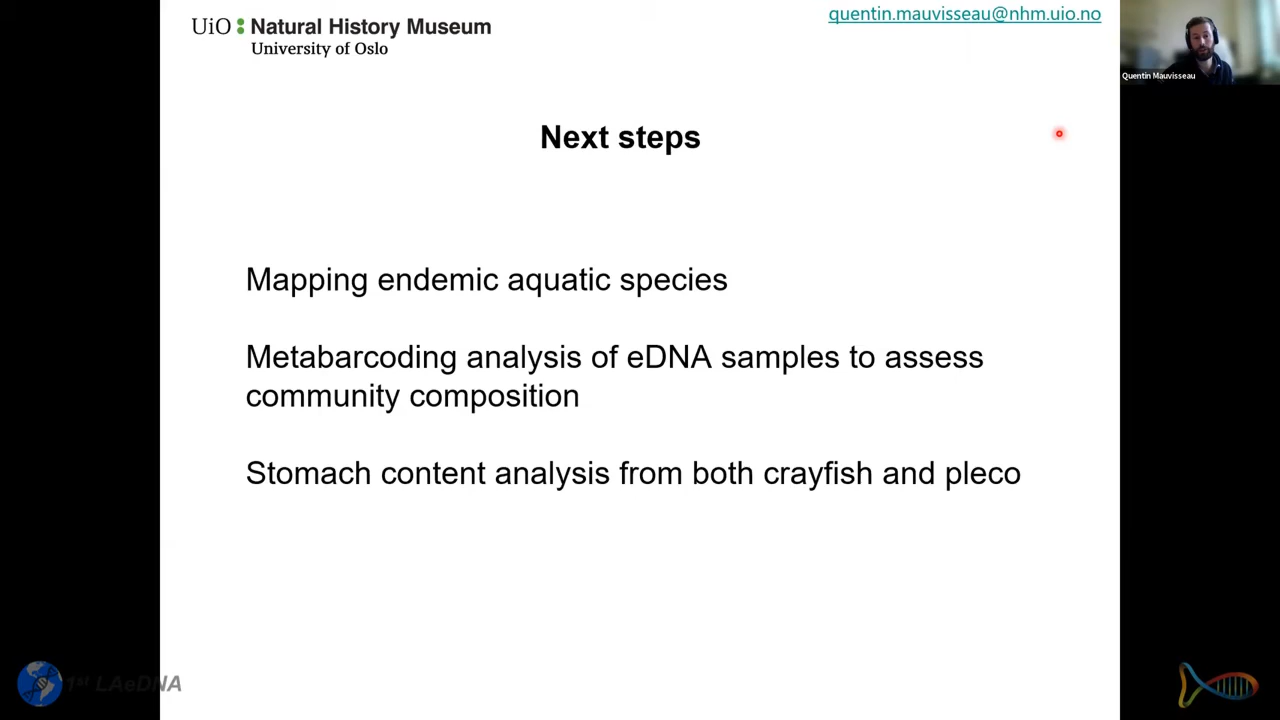 UiO : Natural History Museum
University of Oslo
quentin.mauvisseau@nhm.uio.no
Quentin Mauvisseau
Next steps
Mapping endemic aquatic species
Metabarcoding analysis of eDNA samples to assess
community composition
Stomach content analysis from both crayfish and pleco
1st LAeDNA